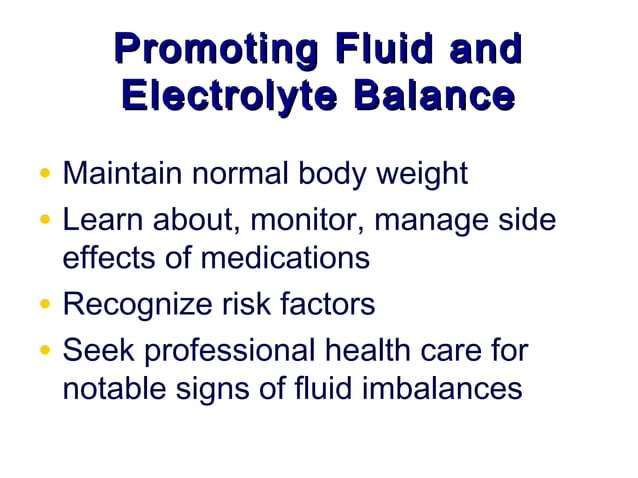 Promoting Fluid and
Electrolyte Balance
• Maintain normal body weight
• Learn about, monitor, manage side
effects of medications
• Recognize risk factors
• Seek professional health care for
notable signs of fluid imbalances